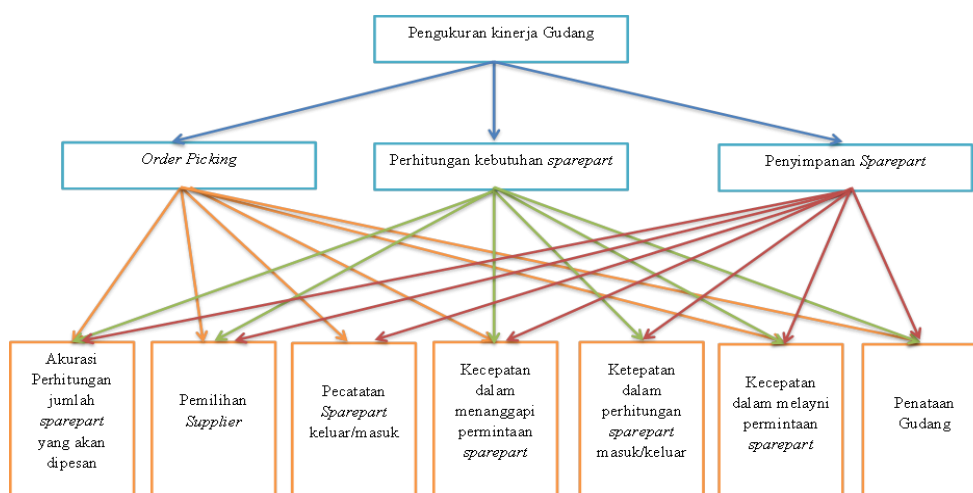 Pengukuran kinerja Gudang
Order Picking
Perhitungan kebutuhan sparepart
Penyimpanan Sparepart
Akurasi
Perhitungan
jumlah
sparepart
yang akan
dipesan
Pemilihan
Supplier
Pecatatan
Sparepart
keluar/masuk
Kecepatan
dalam
menanggapi
permintaan
sparepart
Ketepatan
dalam
perhitungan
sparepart
masuk/keluar
Kecepatan
dalam melayni
permintaan
sparepart
Penataan
Gudang